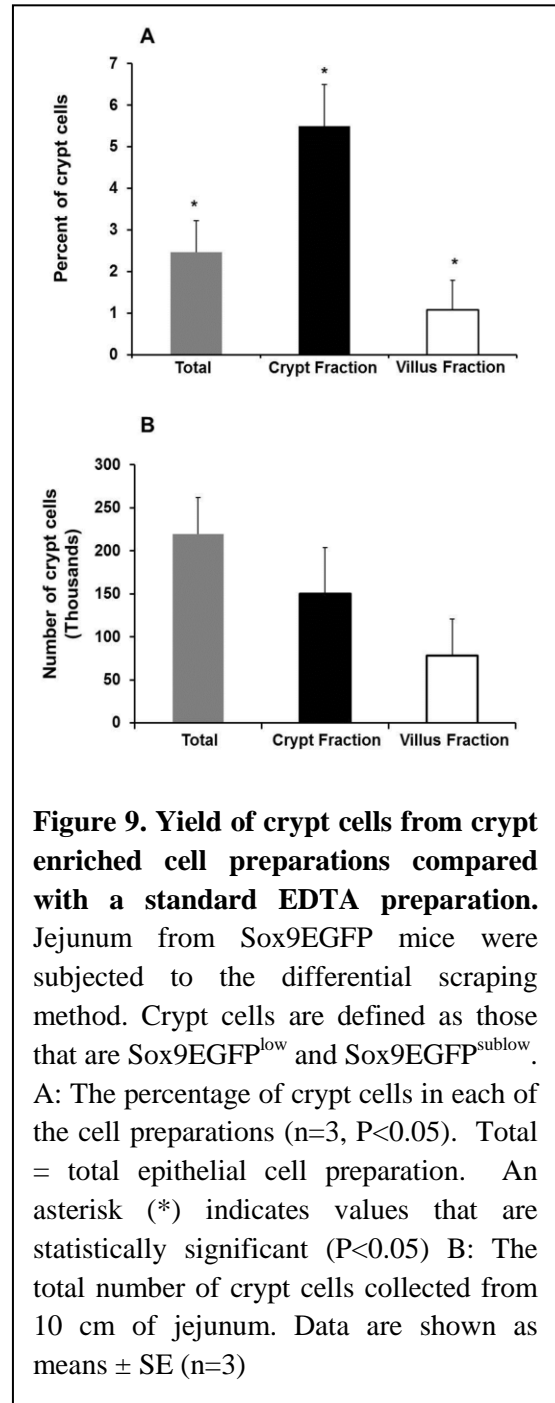 A
*
7
6
5
4
3
2
1
0
Percent of crypt cells
*
*
Total Crypt Fraction Villus Fraction
B
300
250
200
150
100
50
0
Number of crypt cells
(Thousands)
Total Crypt Fraction Villus Fraction
Figure 9. Yield of crypt cells from crypt
enriched cell preparations compared
with a standard EDTA preparation.
Jejunum from Sox9EGFP mice were
subjected to the differential scraping
method. Crypt cells are defined as those
that are Sox9EGFPlow and Sox9EGFPsublow.
A: The percentage of crypt cells in each of
the cell preparations (n=3, P<0.05). Total
= total epithelial cell preparation. An
asterisk (*) indicates values that are
statistically significant (P<0.05) B: The
total number of crypt cells collected from
10 cm of jejunum. Data are shown as
means ± SE (n=3)